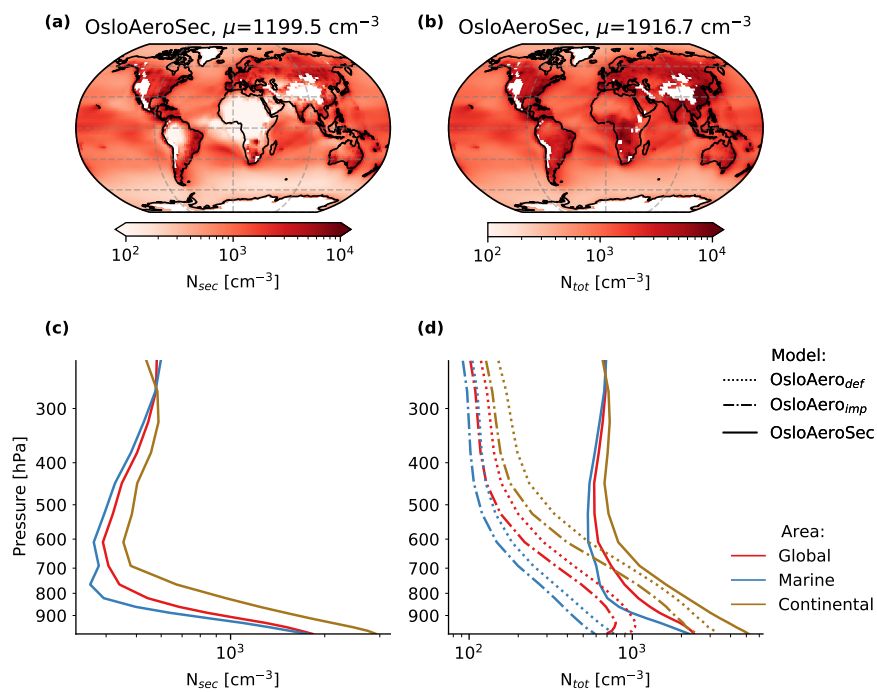 (a)
OsloAeroSec, μ=1199.5 cm⁻³
(b)
OsloAeroSec, μ=1916.7 cm⁻³
10² 10³ 10⁴
N_sec [cm⁻³]
10² 10³ 10⁴
N_tot [cm⁻³]
(c)
300
400
500
600
700
800
900
Pressure [hPa]
10³
N_sec [cm⁻³]
(d)
300
400
500
600
700
800
900
10² 10³
N_tot [cm⁻³]
Model:
OsloAero_def
OsloAero_imp
OsloAeroSec
Area:
Global
Marine
Continental